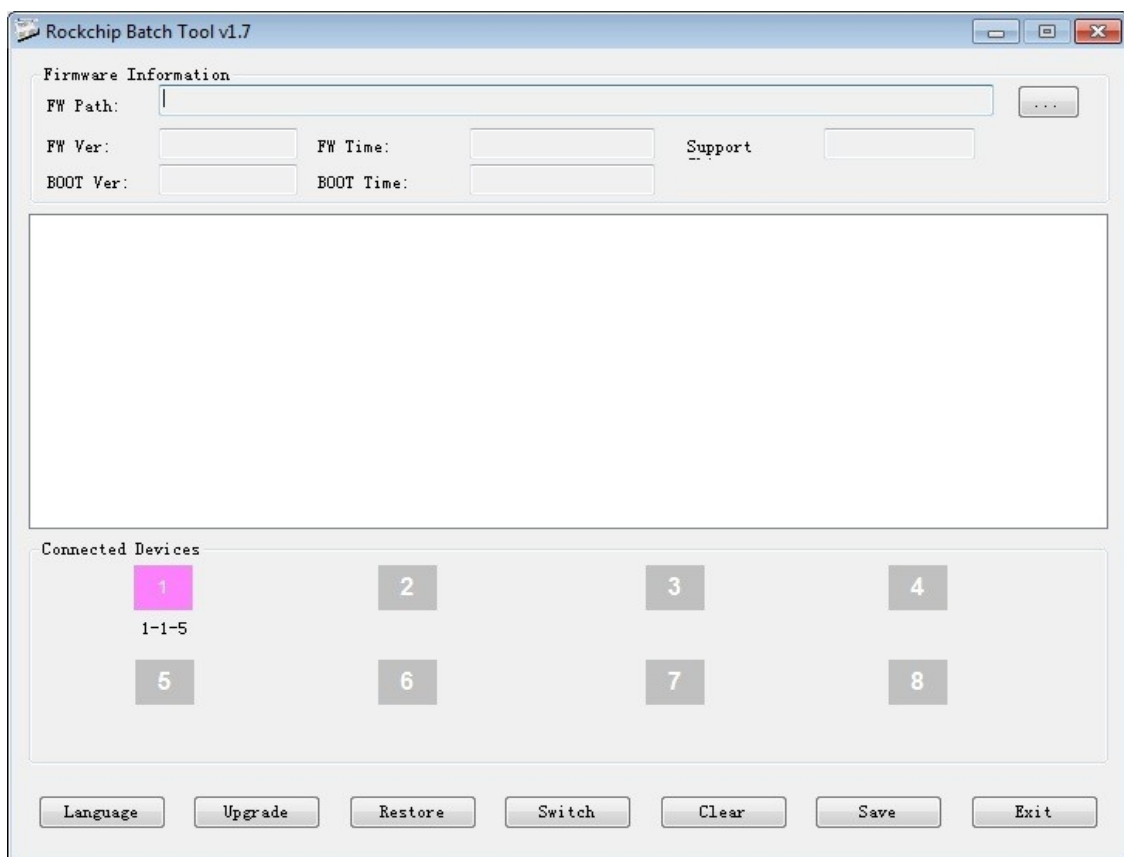 Rockchip Batch Tool v1.7
Firmware Information
FW Path: ...
FW Ver: FW Time: Support
BOOT Ver: BOOT Time:
Connected Devices
1 2 3 4
1-1-5
5 6 7 8
Language Upgrade Restore Switch Clear Save Exit